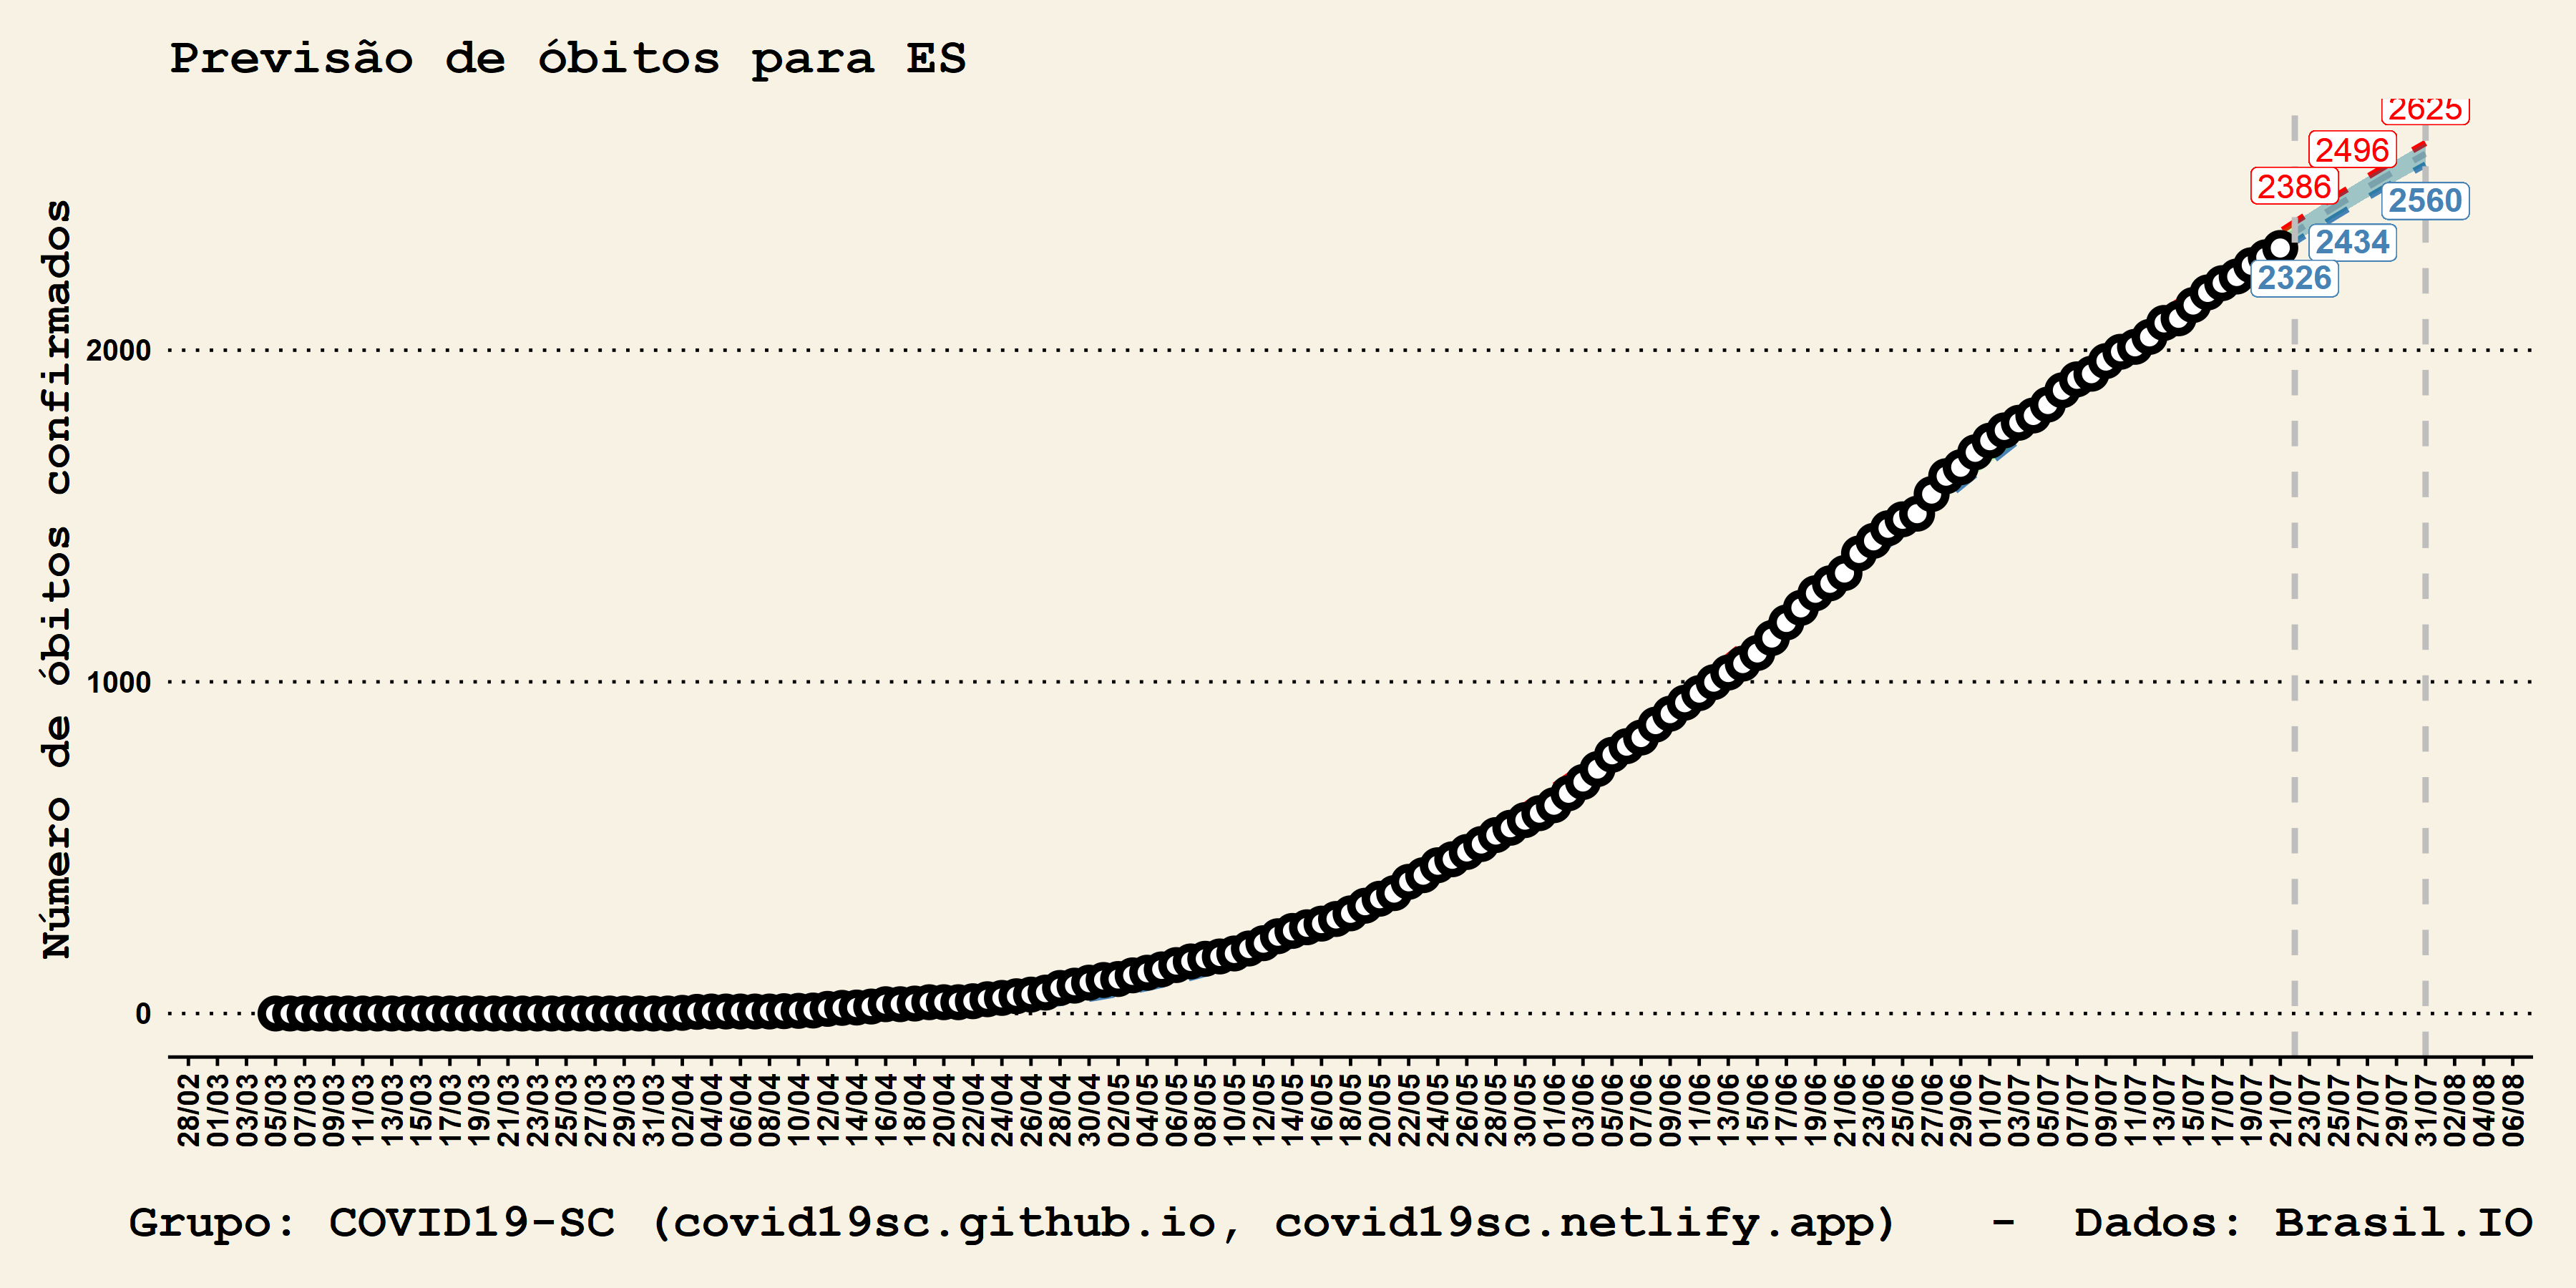 Previsão de óbitos para ES
Número de óbitos confirmados
2625
2496
2386
2560
2434
2326
2000
1000
0
28/02 01/03 03/03 05/03 07/03 09/03 11/03 13/03 15/03 17/03 19/03 21/03 23/03 25/03 27/03 29/03 31/03 02/04 04/04 06/04 08/04 10/04 12/04 14/04 16/04 18/04 20/04 22/04 24/04 26/04 28/04 30/04 02/05 04/05 06/05 08/05 10/05 12/05 14/05 16/05 18/05 20/05 22/05 24/05 26/05 28/05 30/05 01/06 03/06 05/06 07/06 09/06 11/06 13/06 15/06 17/06 19/06 21/06 23/06 25/06 27/06 29/06 01/07 03/07 05/07 07/07 09/07 11/07 13/07 15/07 17/07 19/07 21/07 23/07 25/07 27/07 29/07 31/07 02/08 04/08 06/08
Grupo: COVID19-SC (covid19sc.github.io, covid19sc.netlify.app) - Dados: Brasil.IO